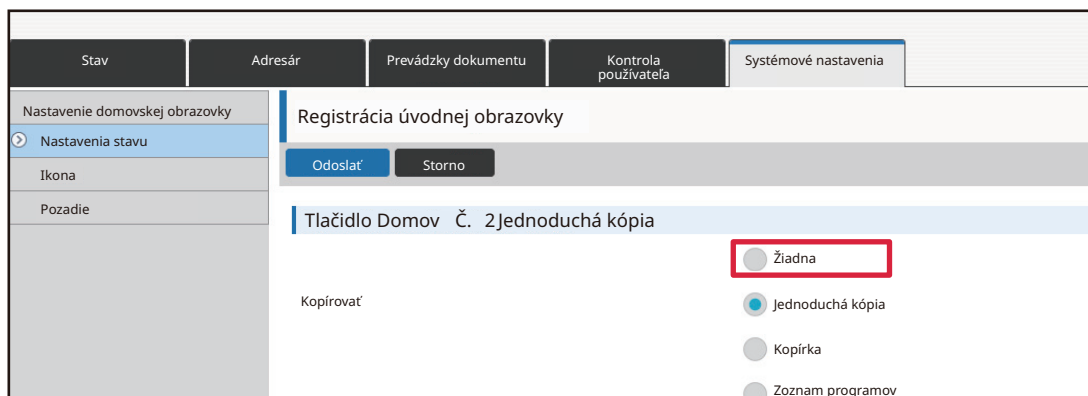 Stav
Adresár
Prevádzky dokumentu
Kontrola
používateľa
Systémové nastavenia
Nastavenie domovskej obrazovky
Nastavenia stavu
Ikona
Pozadie
Registrácia úvodnej obrazovky
Odoslať
Storno
Tlačidlo Domov Č. 2 Jednoduchá kópia
Žiadna
Kopírovať
Jednoduchá kópia
Kopírka
Zoznam programov